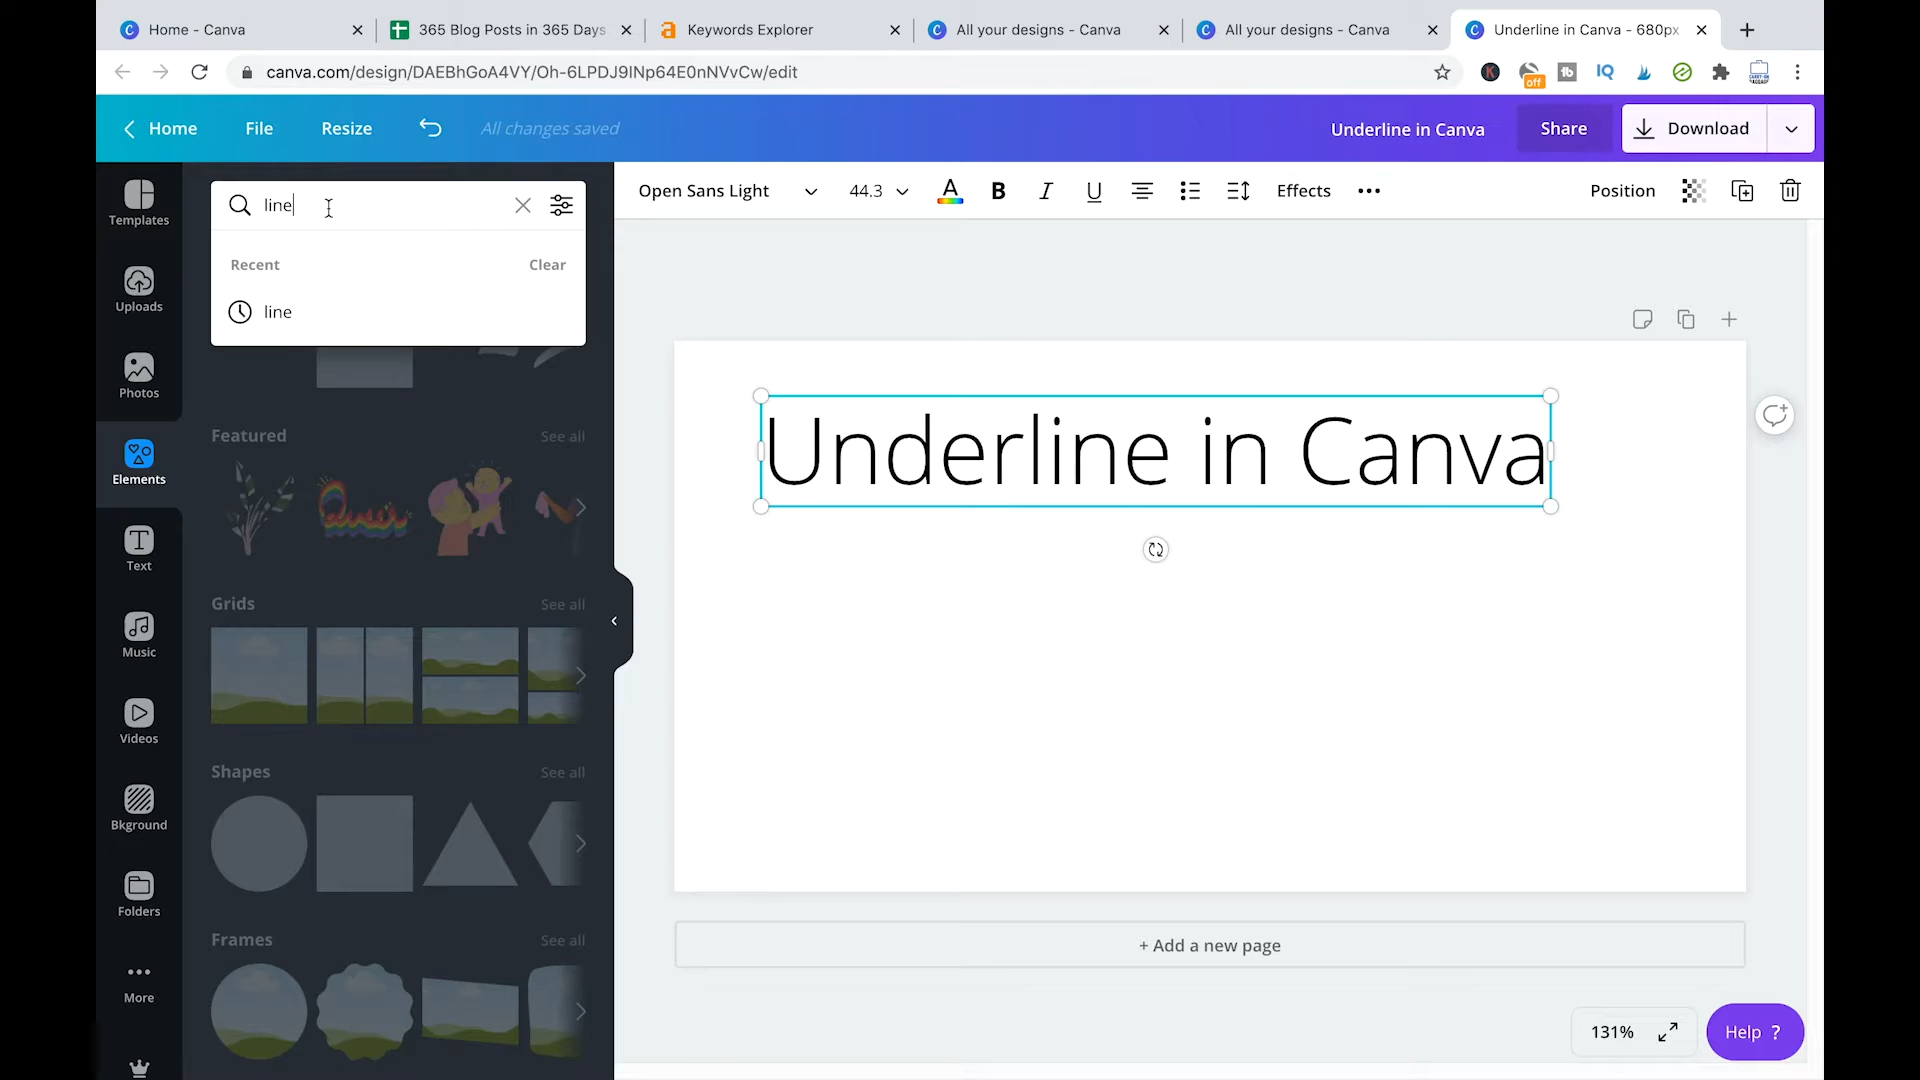 Home - Canva
365 Blog Posts in 365 Days
Keywords Explorer
All your designs - Canva
All your designs - Canva
Underline in Canva - 680px
canva.com/design/DAEBhGoA4VY/Oh-6LPDJ9INp64E0nNVvCw/edit
off
tb
IQ
Home
File
Resize
All changes saved
Underline in Canva
Share
Download
Templates
Uploads
Photos
Elements
Text
Music
Videos
Bkground
Folders
More
line
Recent
Clear
line
Featured
See all
Queer
Grids
See all
Shapes
See all
Frames
See all
Open Sans Light
44.3
A
B
I
U
Effects
Position
Underline in Canva
+ Add a new page
131%
Help ?